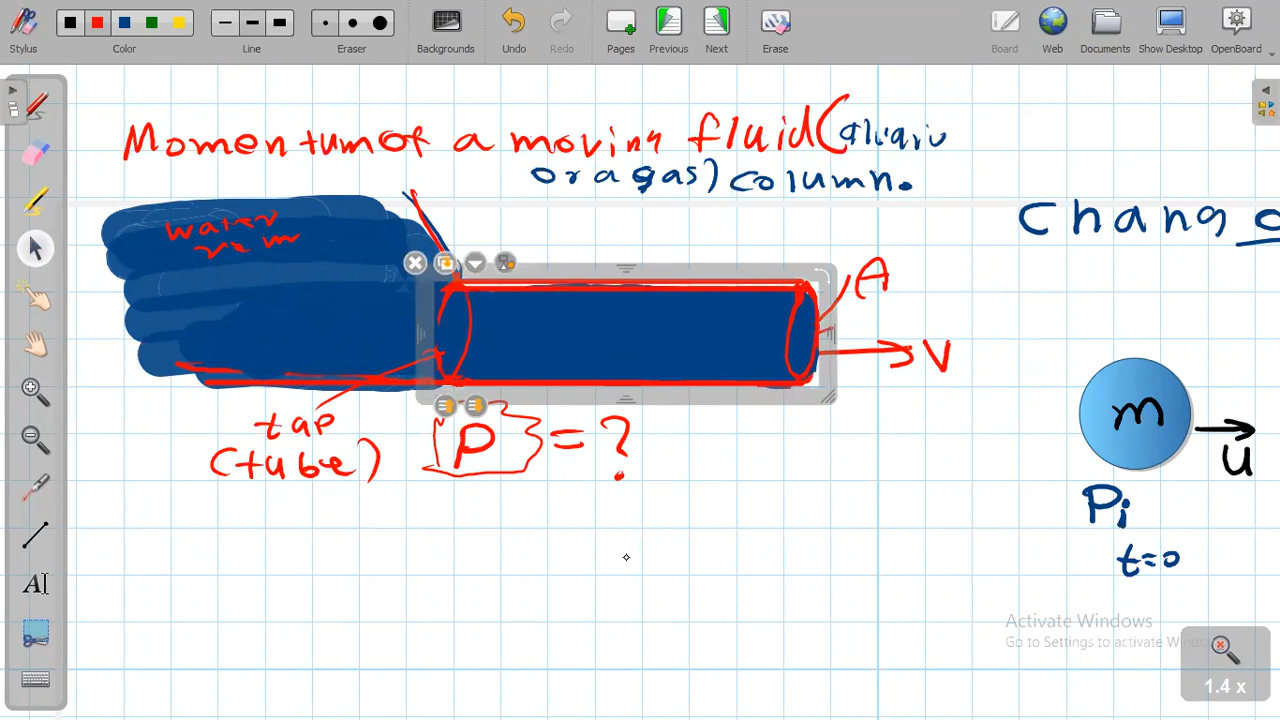 Stylus
Color
Line
Eraser
Backgrounds
Undo
Redo
Pages
Previous
Next
Erase
Board
Web
Documents
Show Desktop
OpenBoard
Momentum of a moving fluid (a
or a gas) column.
Chang
water
A
V
tap
(tube)
P = ?
m
u
Pi
t=0
Activate Windows
Go to Settings to activate Windows
1.4 x